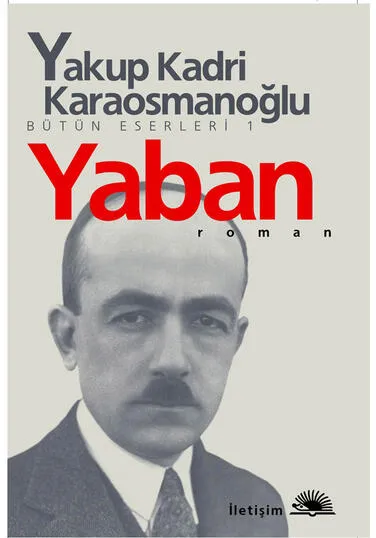 Yakup Kadri
Karaosmanoğlu
BÜTÜN ESERLERİ 1
Yaban
roman
İletişim